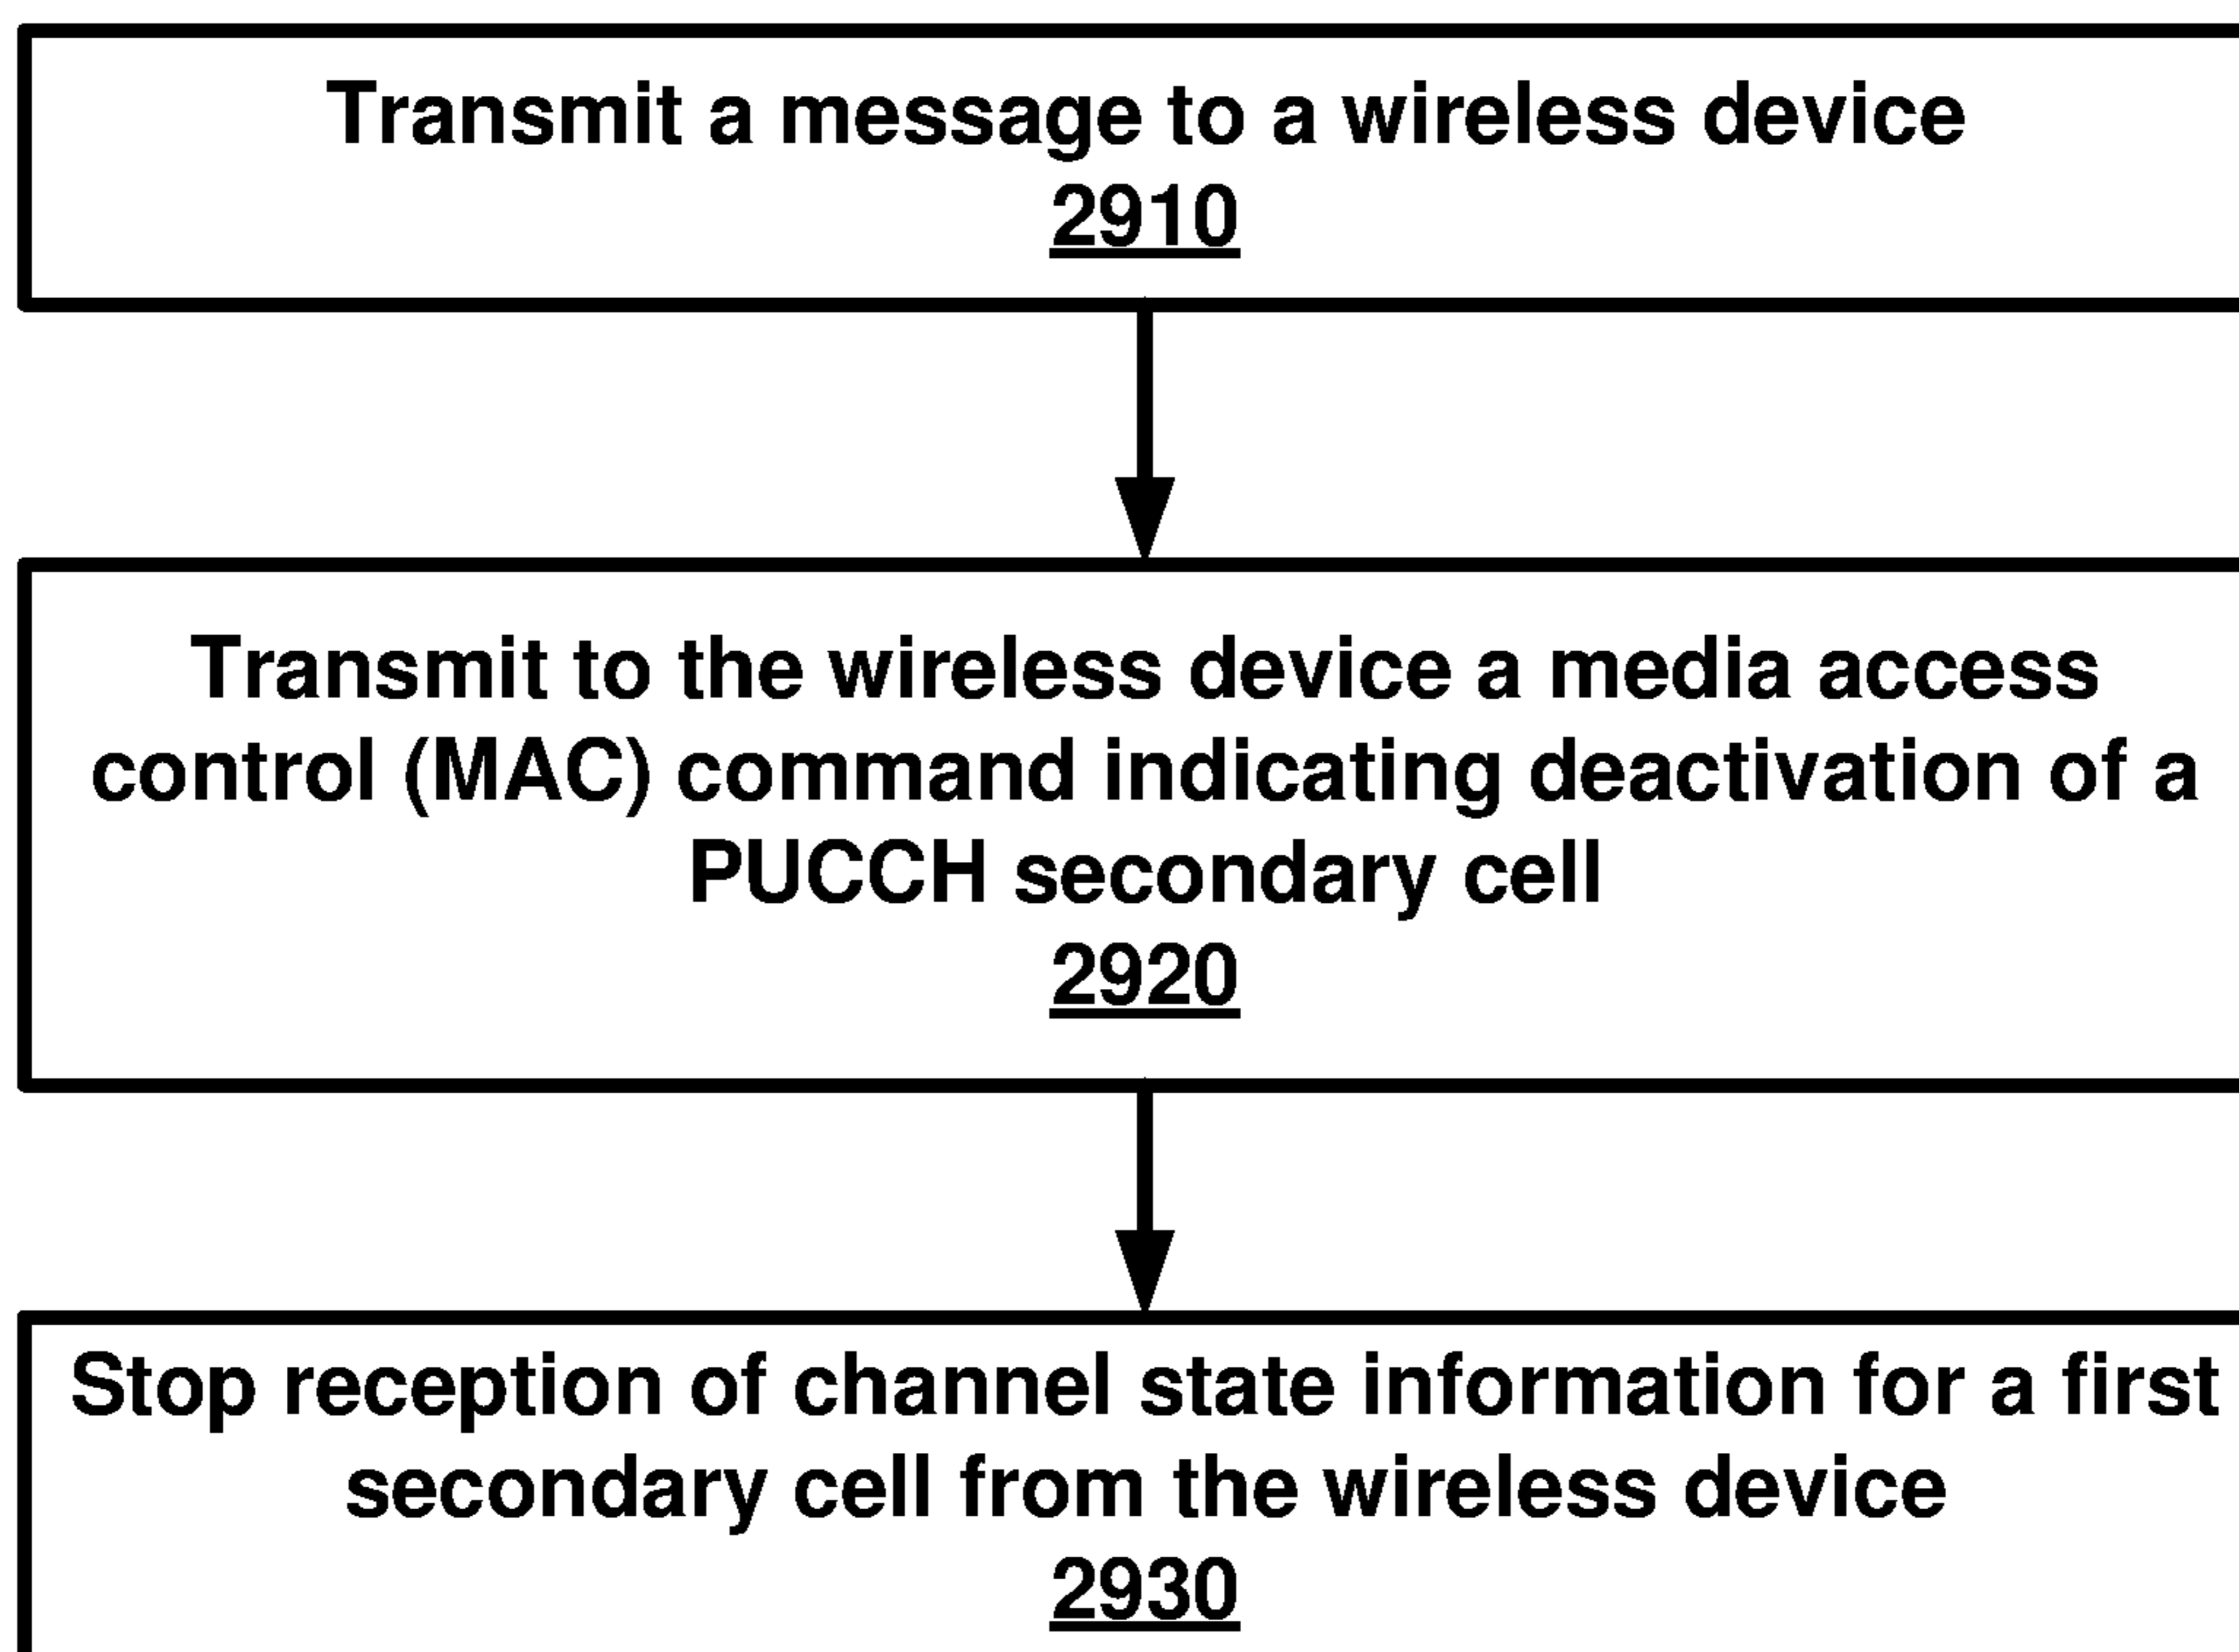 Transmit a message to a wireless device
2910
Transmit to the wireless device a media access
control (MAC) command indicating deactivation of a
PUCCH secondary cell
2920
Stop reception of channel state information for a first
secondary cell from the wireless device
2930